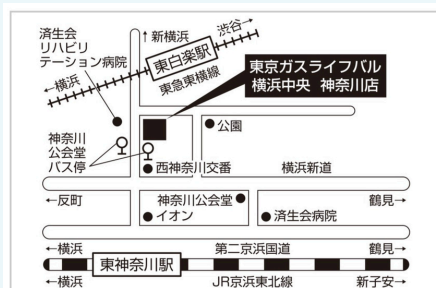 済生会
リハビリ
テーション病院
↑新横浜
渋谷→
東白楽駅
←横浜
東急東横線
東京ガスライフバル
横浜中央 神奈川店
神奈川
公会堂
バス停
公園
西神奈川交番
横浜新道
←反町
神奈川公会堂
鶴見→
イオン
済生会病院
←横浜
第二京浜国道
鶴見→
東神奈川駅
←横浜
JR京浜東北線
新子安→